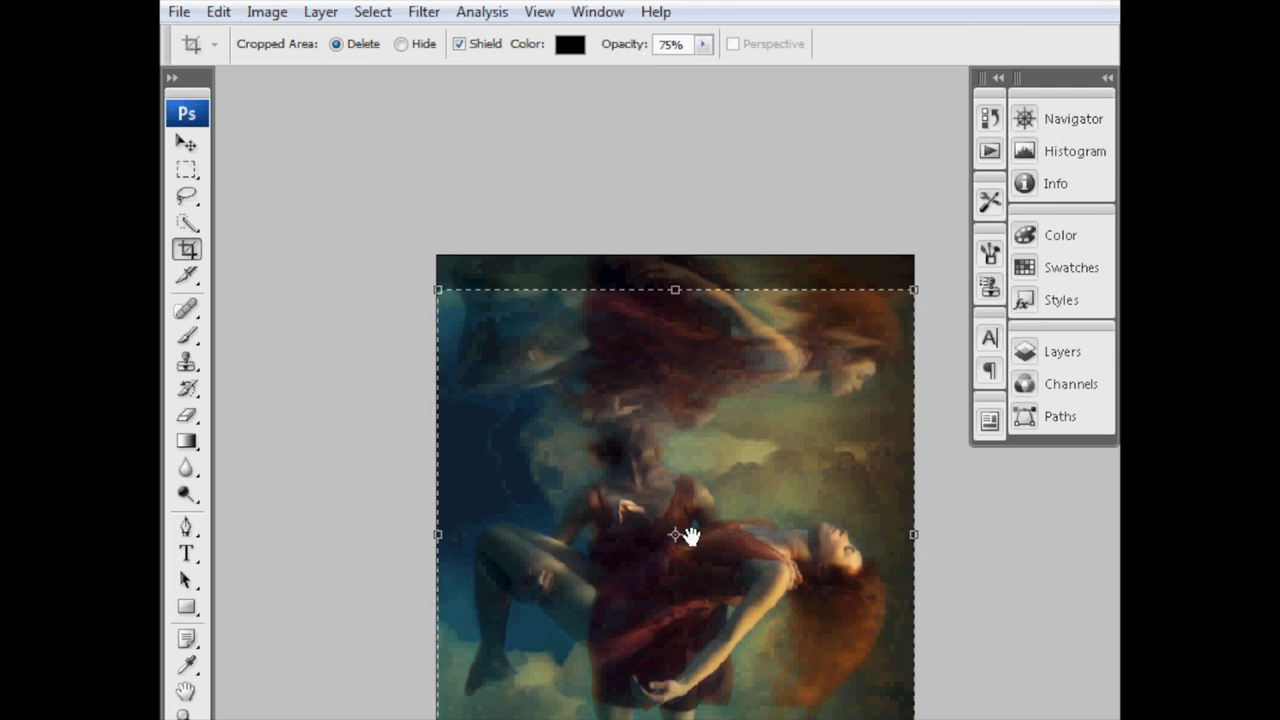 File Edit Image Layer Select Filter Analysis View Window Help
Cropped Area: Delete Hide Shield Color: Opacity: 75% Perspective
Ps
Navigator
Histogram
Info
Color
Swatches
Styles
Layers
Channels
Paths
A
T